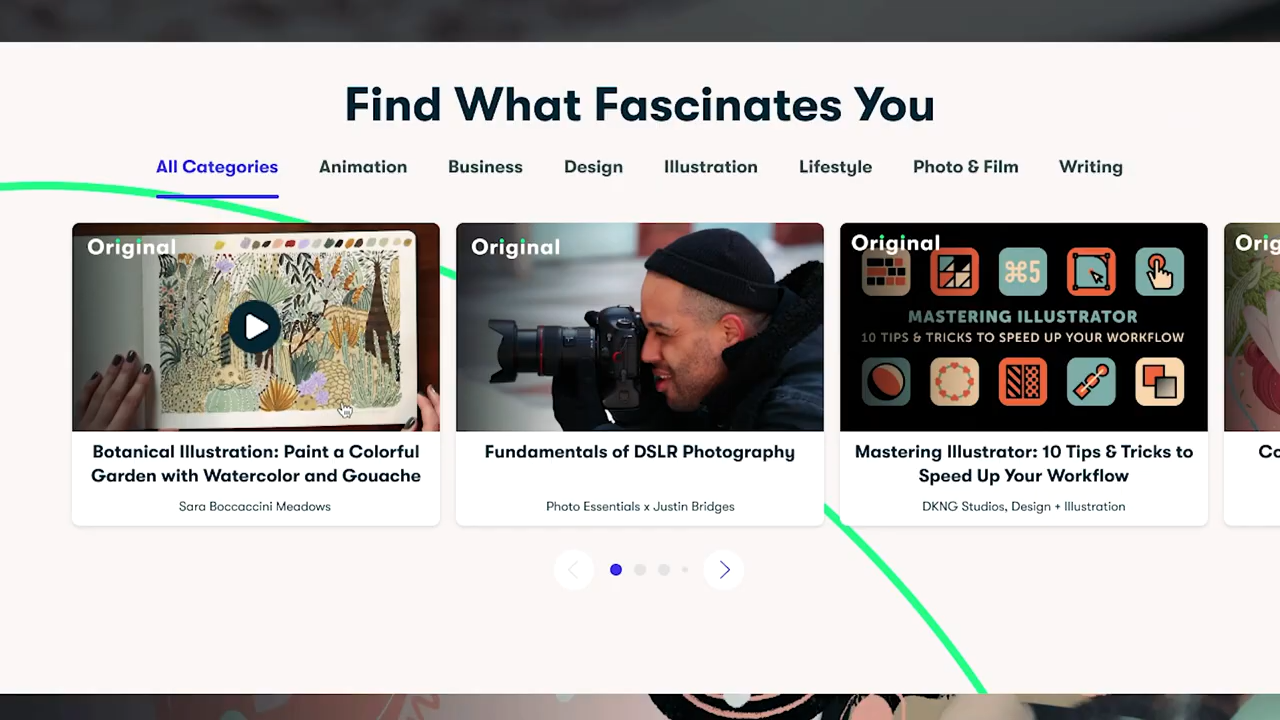 Find What Fascinates You
All Categories Animation Business Design Illustration Lifestyle Photo & Film Writing
Original
Original
Original
⌘5
MASTERING ILLUSTRATOR
10 TIPS & TRICKS TO SPEED UP YOUR WORKFLOW
Botanical Illustration: Paint a Colorful
Garden with Watercolor and Gouache
Sara Boccaccini Meadows
Fundamentals of DSLR Photography
Photo Essentials x Justin Bridges
Mastering Illustrator: 10 Tips & Tricks to
Speed Up Your Workflow
DKNG Studios, Design + Illustration